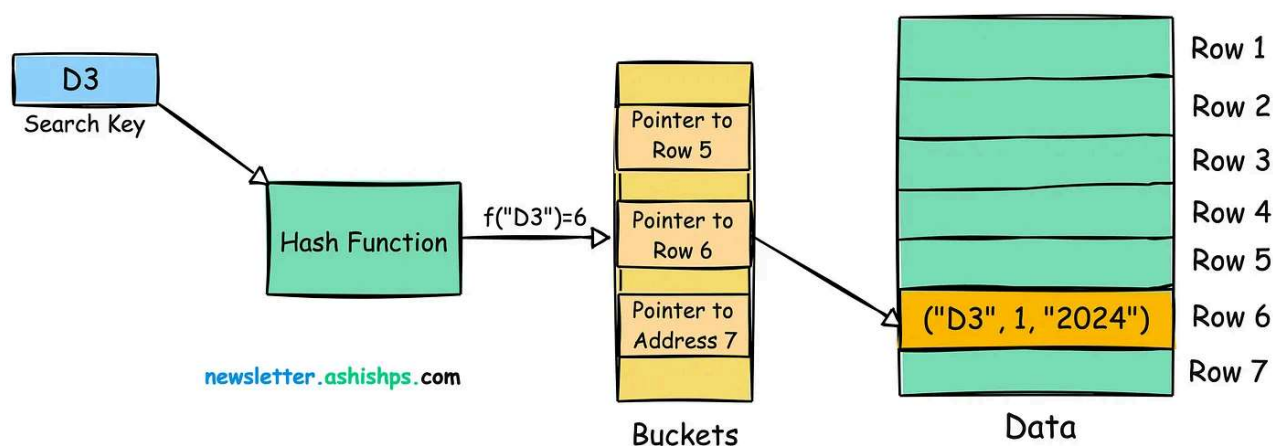 D3
Search Key
Hash Function
f("D3")=6
Pointer to
Row 5
Pointer to
Row 6
Pointer to
Address 7
Buckets
Row 1
Row 2
Row 3
Row 4
Row 5
("D3", 1, "2024")
Row 6
Row 7
Data
newsletter.ashishps.com